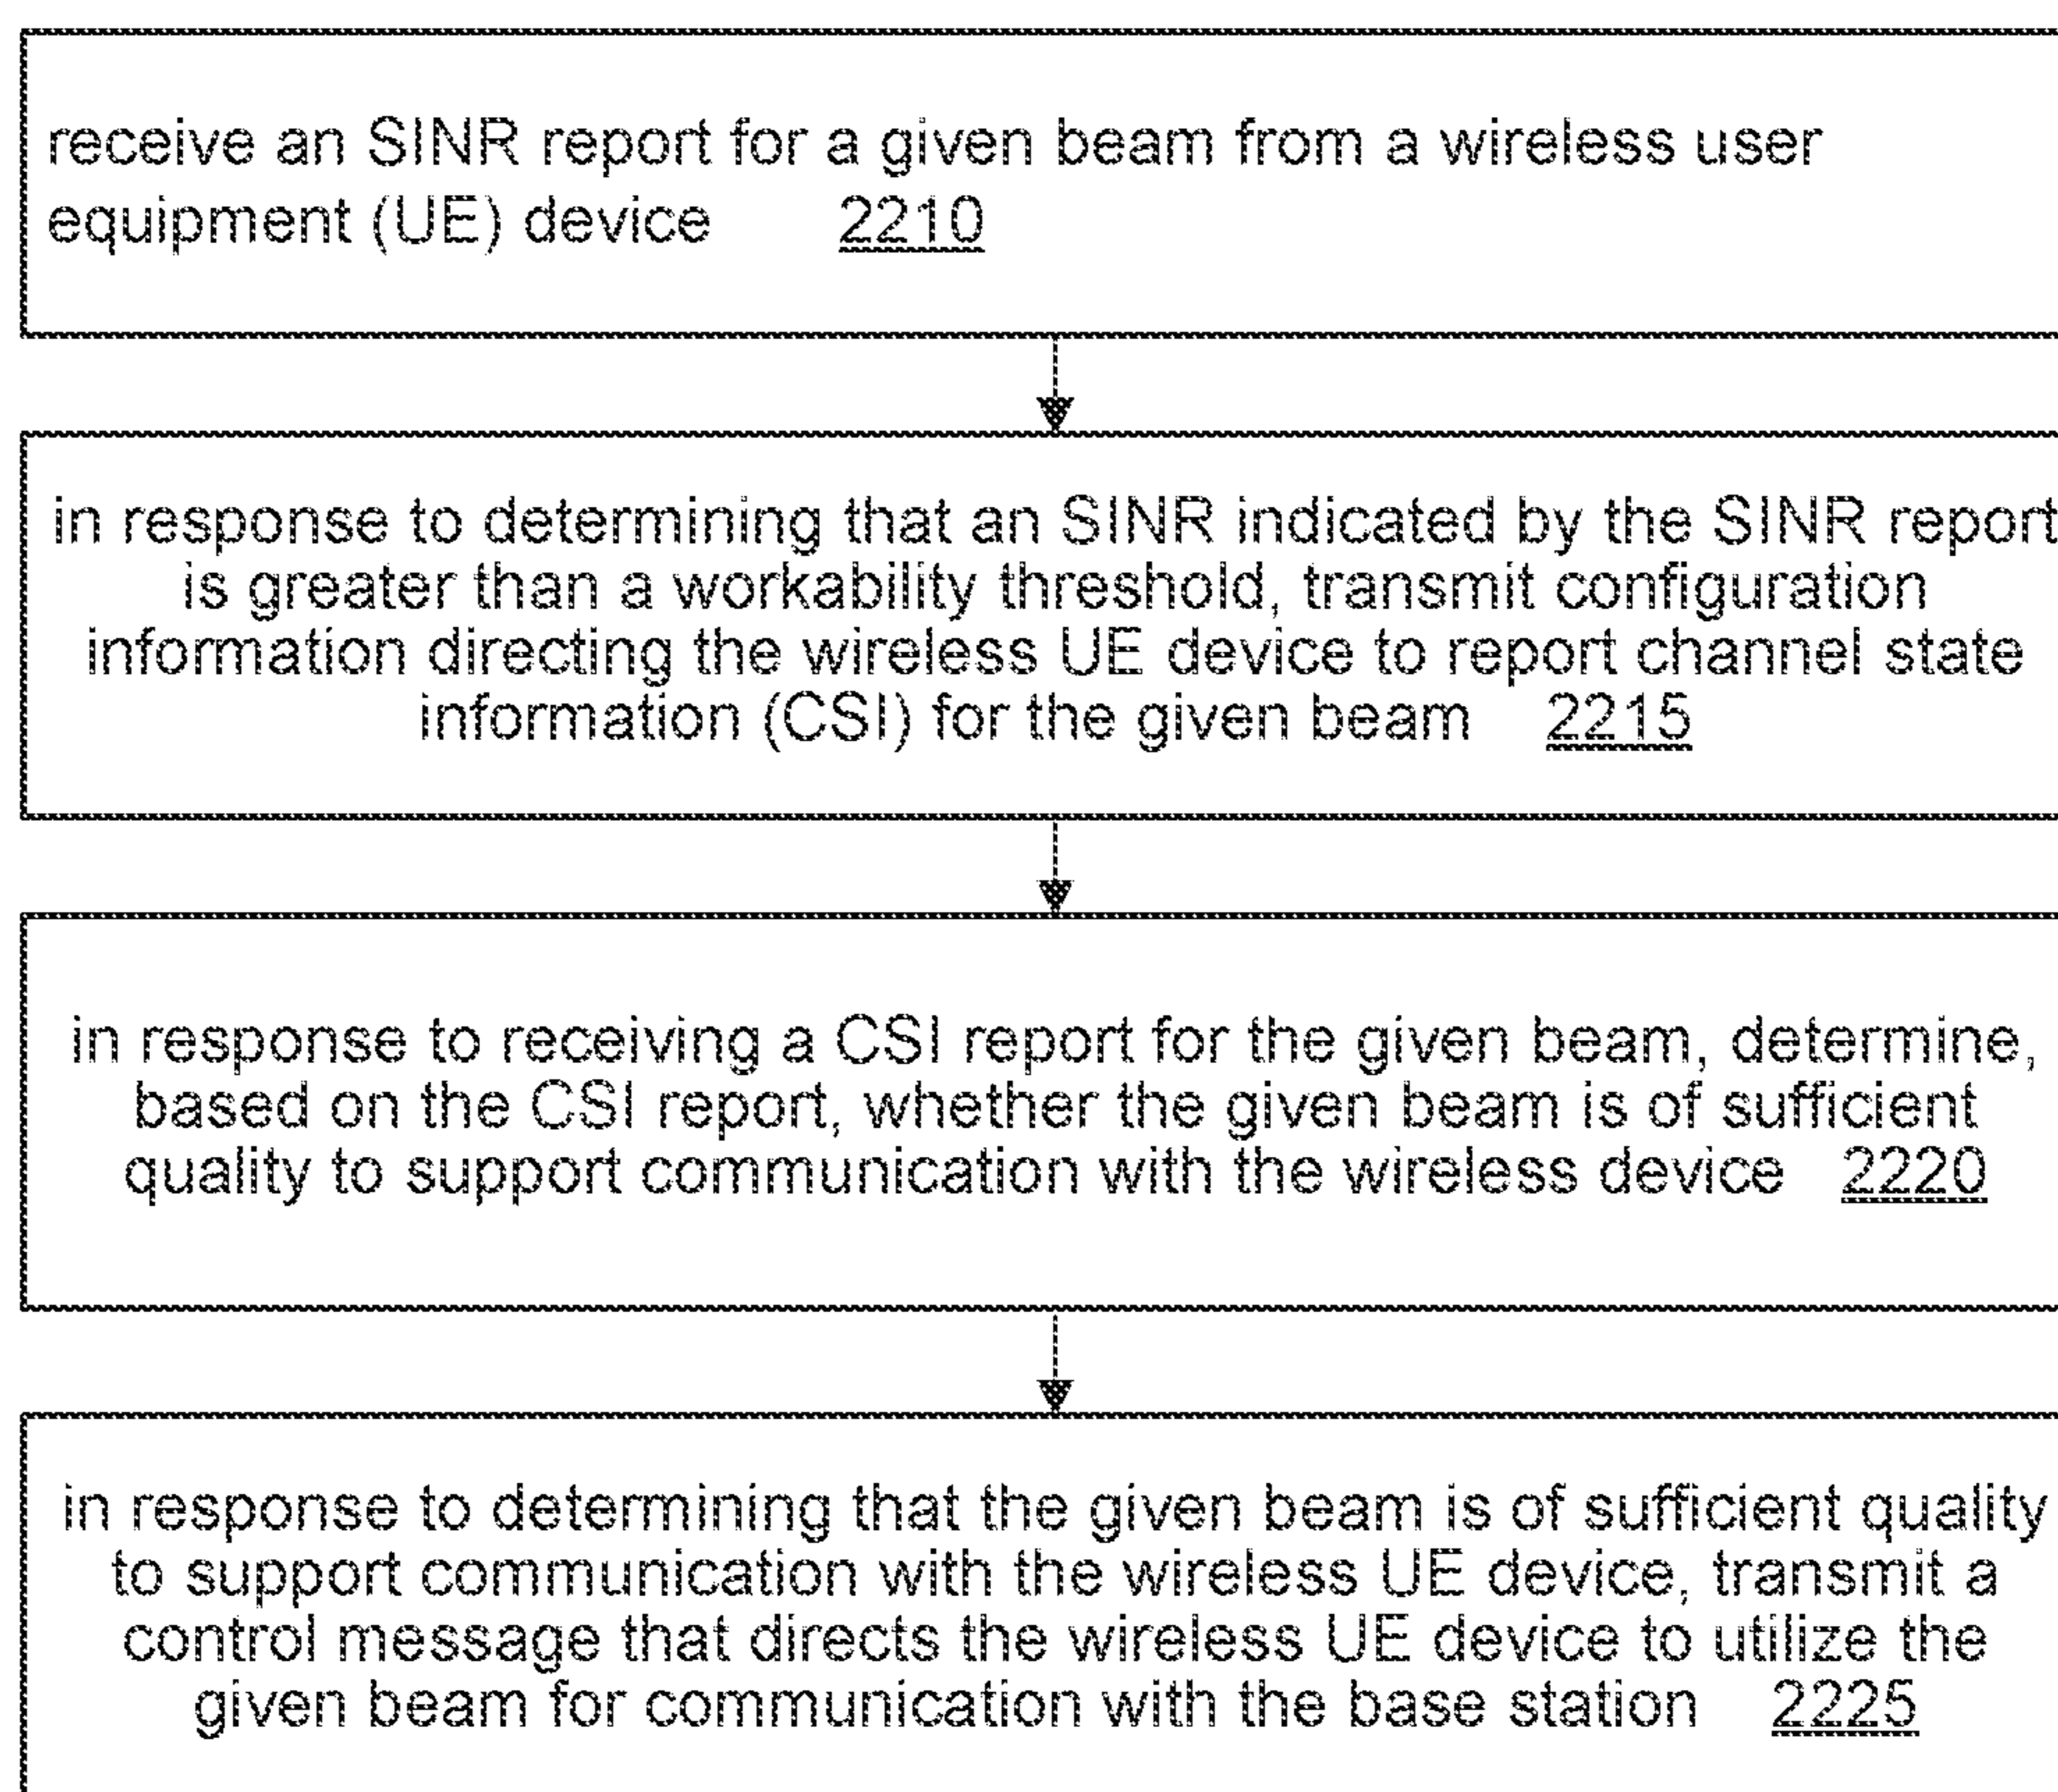 receive an SINR report for a given beam from a wireless user
equipment (UE) device 2210
in response to determining that an SINR indicated by the SINR report
is greater than a workability threshold, transmit configuration
information directing the wireless UE device to report channel state
information (CSI) for the given beam 2215
in response to receiving a CSI report for the given beam, determine,
based on the CSI report, whether the given beam is of sufficient
quality to support communication with the wireless device 2220
in response to determining that the given beam is of sufficient quality
to support communication with the wireless UE device, transmit a
control message that directs the wireless UE device to utilize the
given beam for communication with the base station 2225